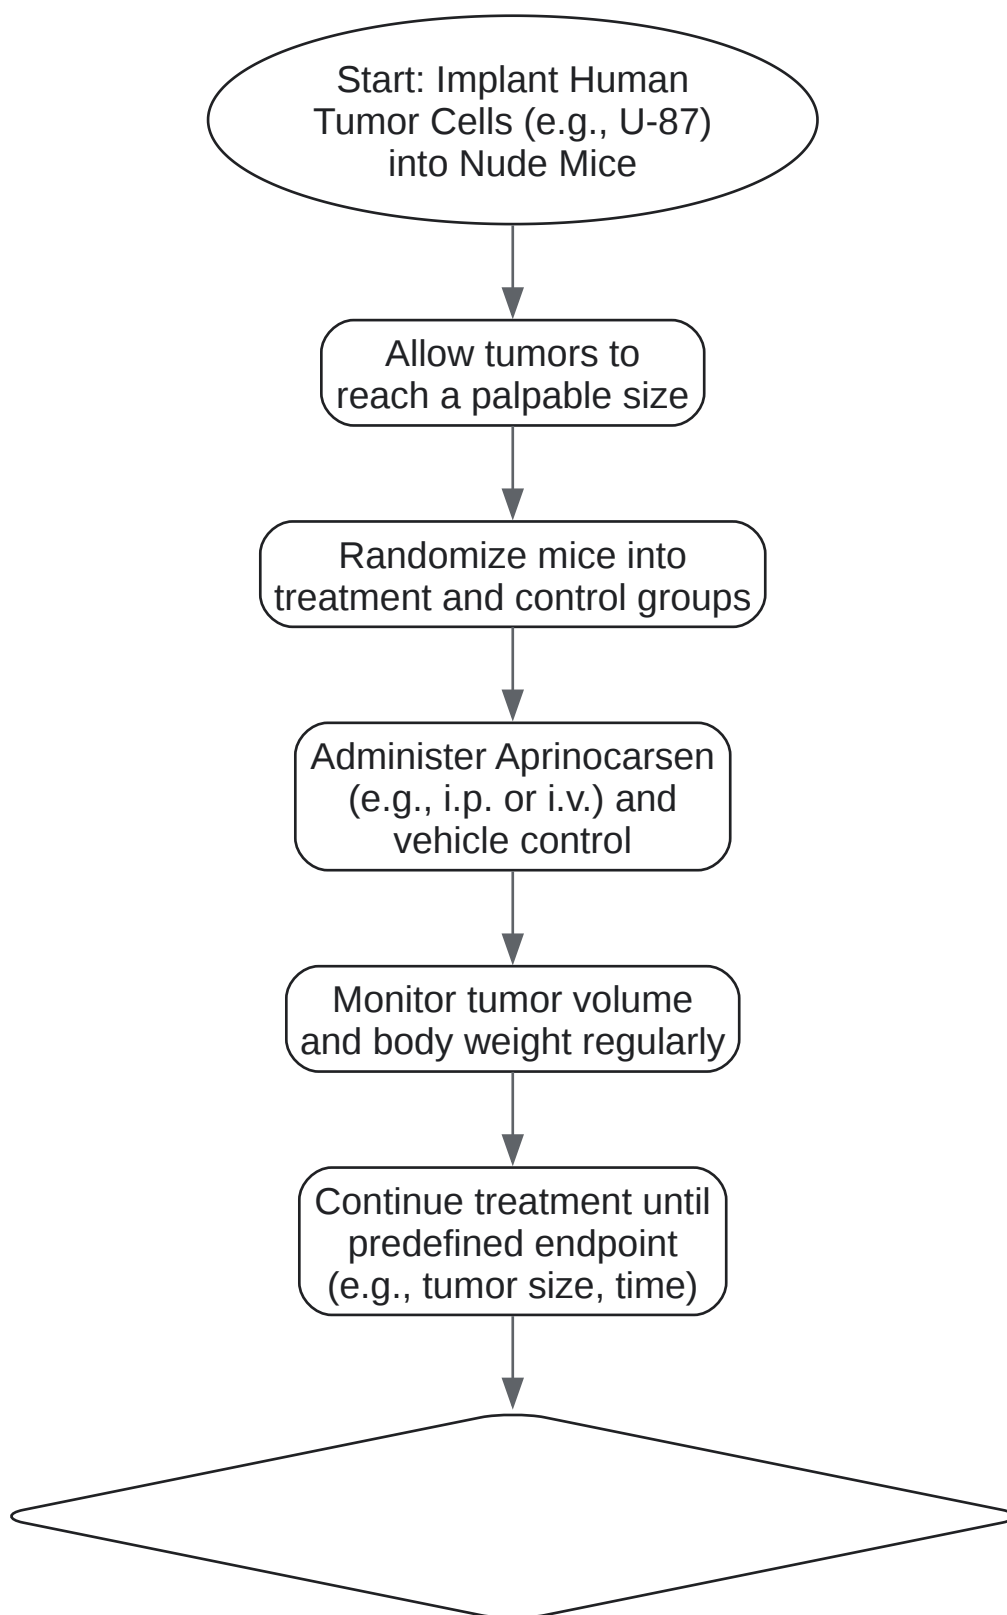 Start: Implant Human
Tumor Cells (e.g., U-87)
into Nude Mice
Allow tumors to
reach a palpable size
Randomize mice into
treatment and control groups
Administer Aprinocarsen
(e.g., i.p. or i.v.) and
vehicle control
Monitor tumor volume
and body weight regularly
Continue treatment until
predefined endpoint
(e.g., tumor size, time)